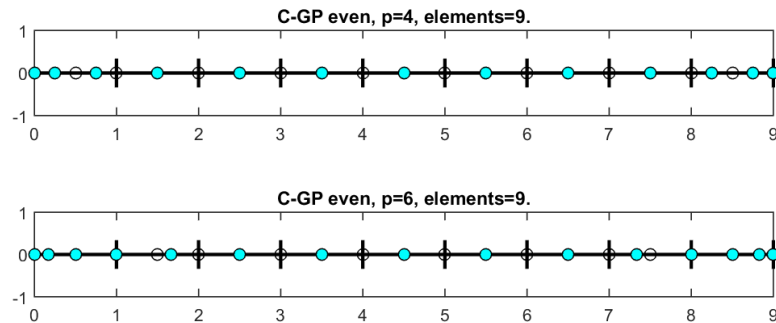 C-GP even, p=4, elements=9.
1
0
-1
0 1 2 3 4 5 6 7 8 9
C-GP even, p=6, elements=9.
1
0
-1
0 1 2 3 4 5 6 7 8 9